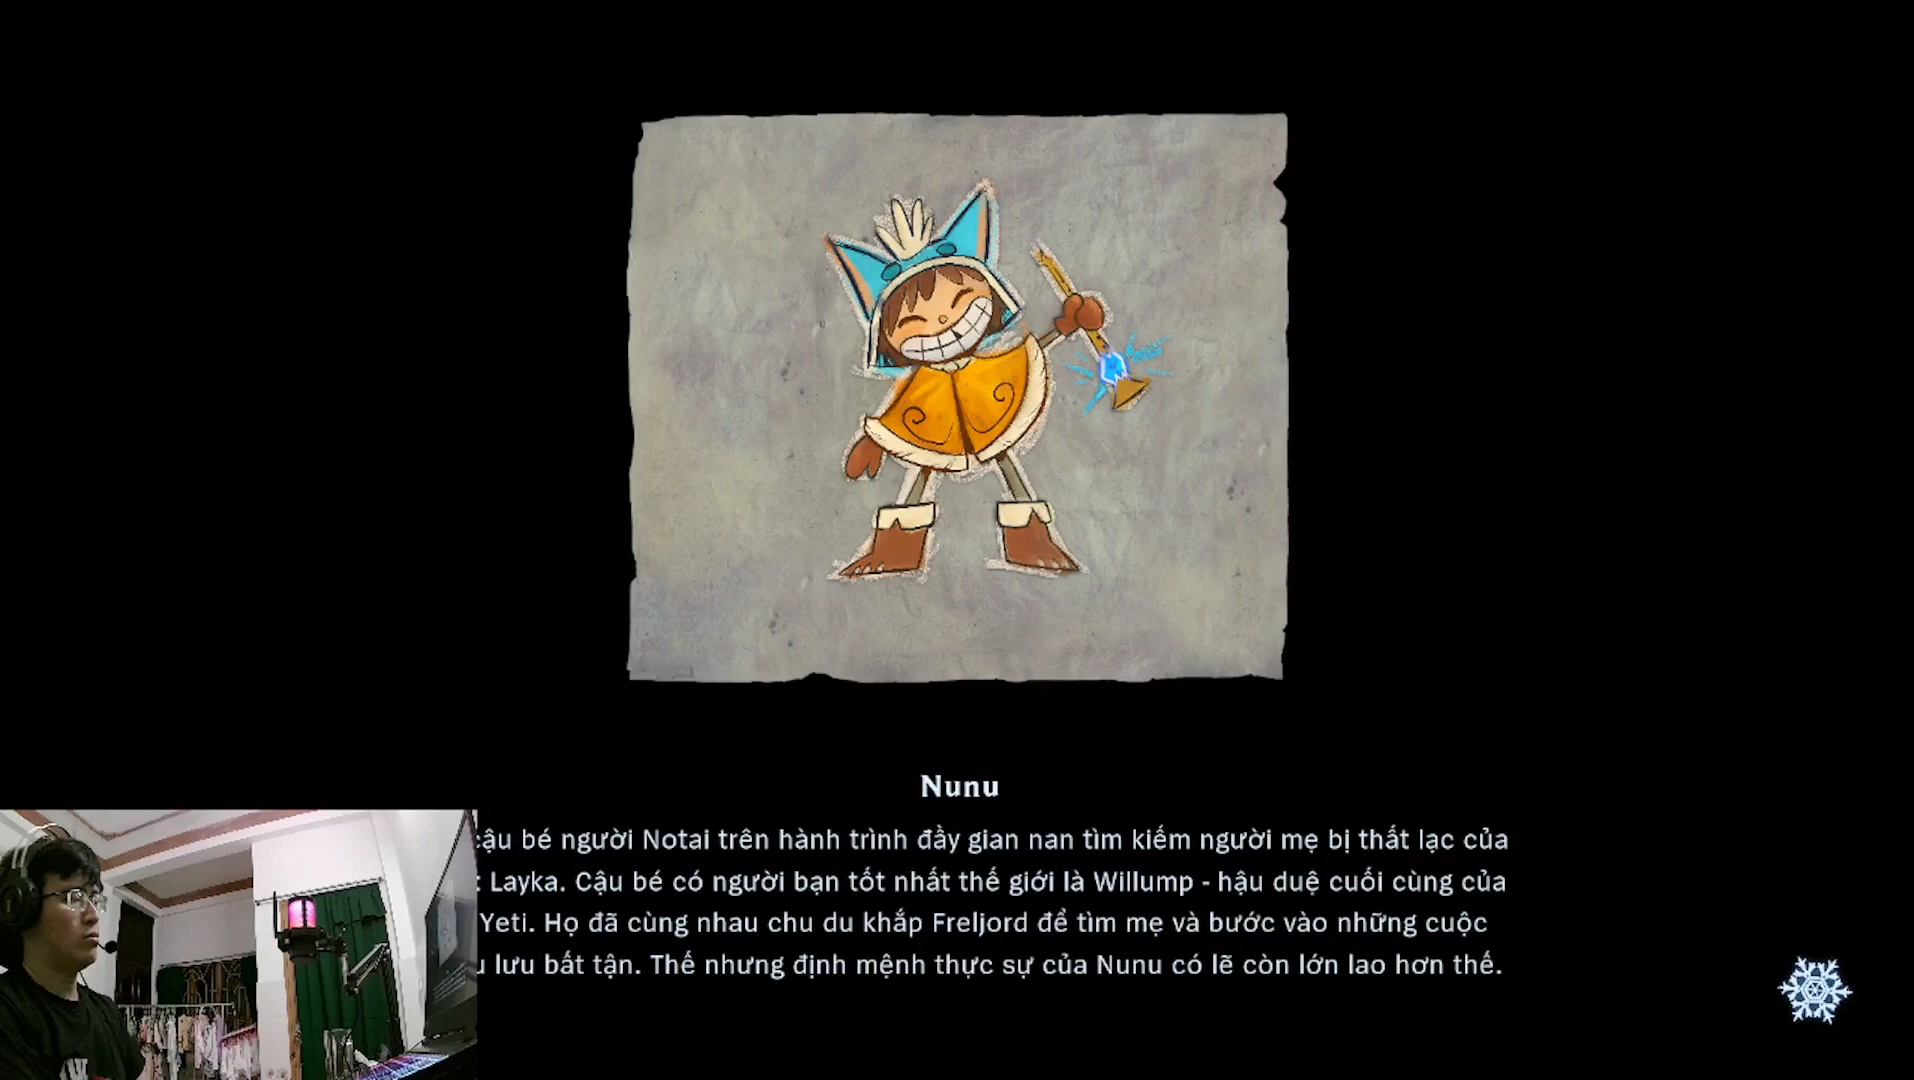 Nunu
cậu bé người Notai trên hành trình đầy gian nan tìm kiếm người mẹ bị thất lạc của
: Layka. Cậu bé có người bạn tốt nhất thế giới là Willump - hậu duệ cuối cùng của
Yeti. Họ đã cùng nhau chu du khắp Freljord để tìm mẹ và bước vào những cuộc
lưu bất tận. Thế nhưng định mệnh thực sự của Nunu có lẽ còn lớn lao hơn thế.